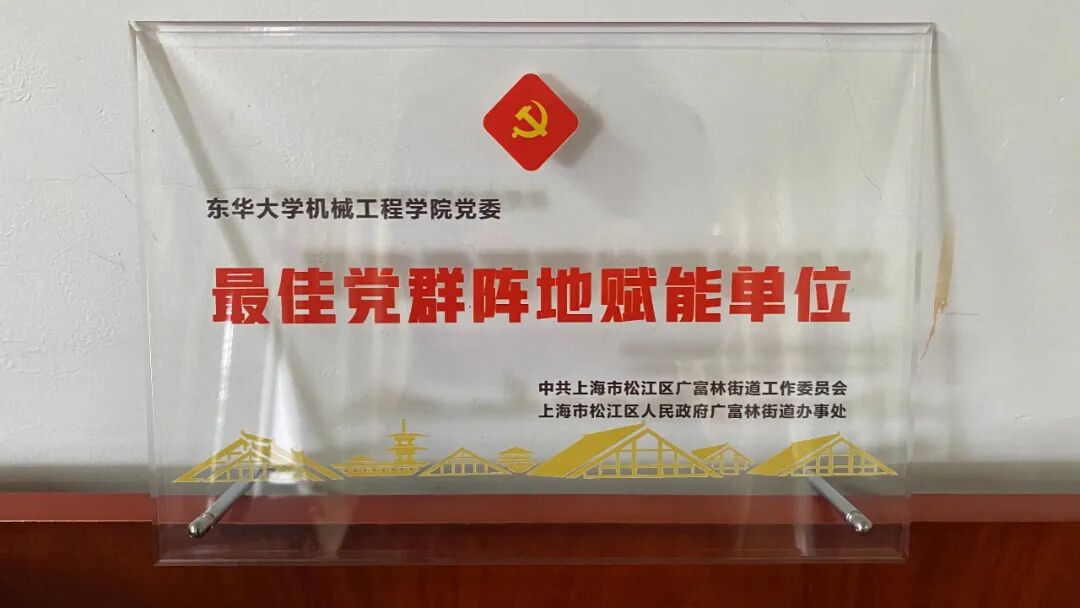 东华大学机械工程学院党委
最佳党群阵地赋能单位
中共上海市松江区广富林街道工作委员会
上海市松江区人民政府广富林街道办事处